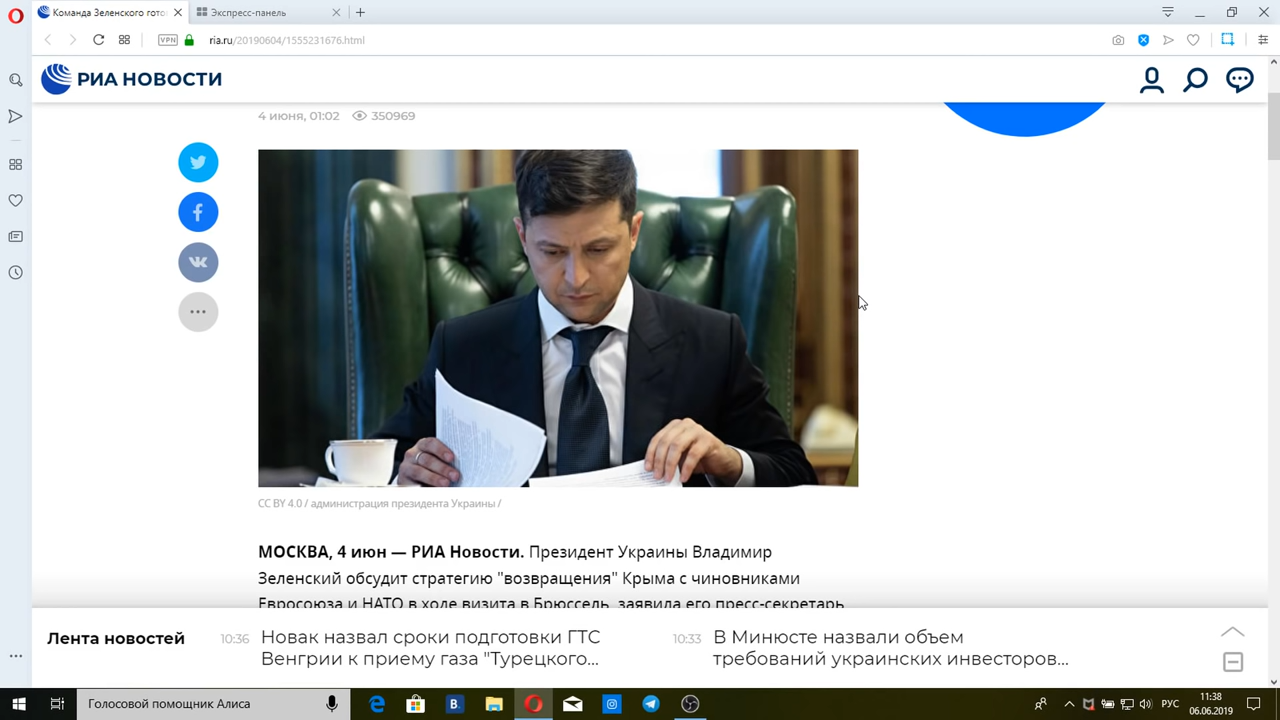 Команда Зеленского гото
Экспресс-панель
VPN
ria.ru/20190604/1555231676.html
РИА НОВОСТИ
4 июня, 01:02 350969
CC BY 4.0 / администрация президента Украины /
МОСКВА, 4 июн — РИА Новости. Президент Украины Владимир
Зеленский обсудит стратегию "возвращения" Крыма с чиновниками
Евросоюза и НАТО в ходе визита в Брюссель, заявила его пресс-секретарь
Лента новостей
10:36 Новак назвал сроки подготовки ГТС
Венгрии к приему газа "Турецкого...
10:33 В Минюсте назвали объем
требований украинских инвесторов...
Голосовой помощник Алиса
РУС
11:38
06.06.2019